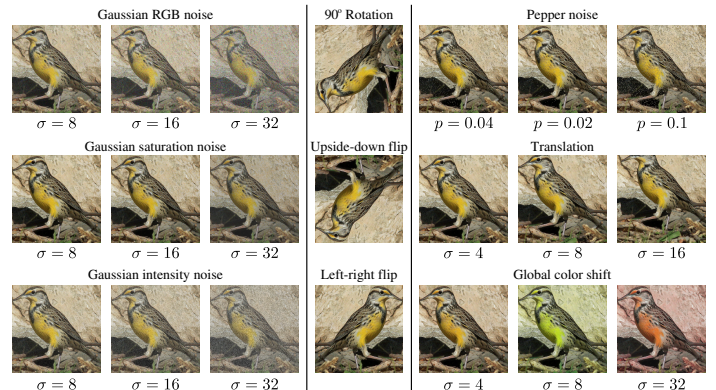 Gaussian RGB noise
90° Rotation
Pepper noise
σ = 8
σ = 16
σ = 32
p = 0.04
p = 0.02
p = 0.1
Gaussian saturation noise
Upside-down flip
Translation
σ = 8
σ = 16
σ = 32
σ = 4
σ = 8
σ = 16
Gaussian intensity noise
Left-right flip
Global color shift
σ = 8
σ = 16
σ = 32
σ = 4
σ = 8
σ = 32